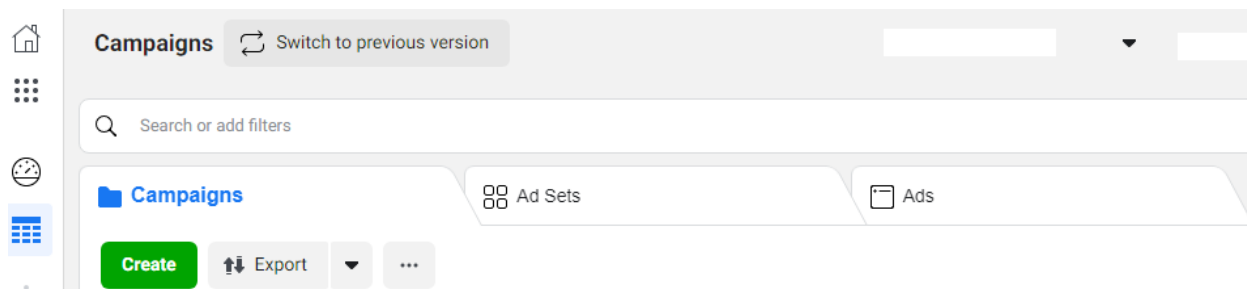 Campaigns Switch to previous version
Search or add filters
Campaigns Ad Sets Ads
Create Export